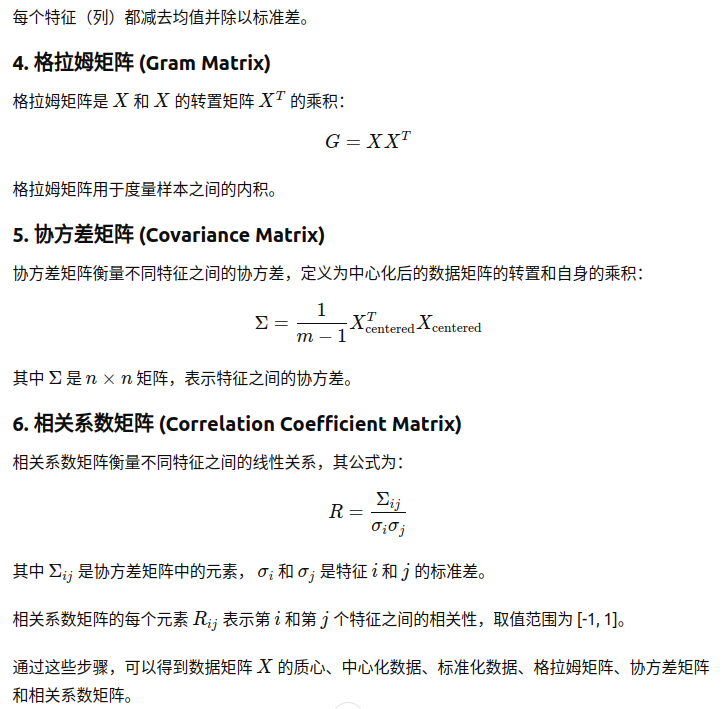 每个特征（列）都减去均值并除以标准差。
4. 格拉姆矩阵 (Gram Matrix)
格拉姆矩阵是 X 和 X 的转置矩阵 X^T 的乘积：
G = XX^T
格拉姆矩阵用于度量样本之间的内积。
5. 协方差矩阵 (Covariance Matrix)
协方差矩阵衡量不同特征之间的协方差，定义为中心化后的数据矩阵的转置和自身的乘积：
Σ = \frac{1}{m − 1} X_{centered}^T X_{centered}
其中 Σ 是 n × n 矩阵，表示特征之间的协方差。
6. 相关系数矩阵 (Correlation Coefficient Matrix)
相关系数矩阵衡量不同特征之间的线性关系，其公式为：
R = \frac{Σ_{ij}}{σ_i σ_j}
其中 Σ_{ij} 是协方差矩阵中的元素， σ_i 和 σ_j 是特征 i 和 j 的标准差。
相关系数矩阵的每个元素 R_{ij} 表示第 i 和第 j 个特征之间的相关性，取值范围为 [-1, 1]。
通过这些步骤，可以得到数据矩阵 X 的质心、中心化数据、标准化数据、格拉姆矩阵、协方差矩阵
和相关系数矩阵。